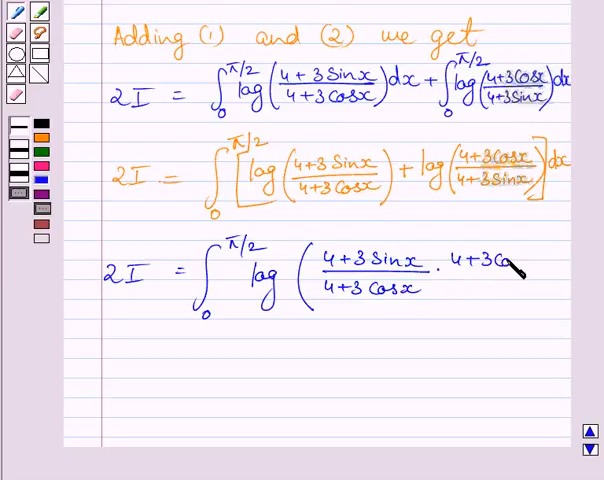 Adding (1) and (2) we get
2I = ∫₀^{π/2} log((4+3 Sinx)/(4+3 Cosx)) dx + ∫₀^{π/2} log((4+3Cosx)/(4+3Sinx)) dx
2I = ∫₀^{π/2} [log((4+3 Sinx)/(4+3 Cosx)) + log((4+3Cosx)/(4+3Sinx))] dx
2I = ∫₀^{π/2} log((4+3 Sinx)/(4+3 Cosx) · 4+3Co